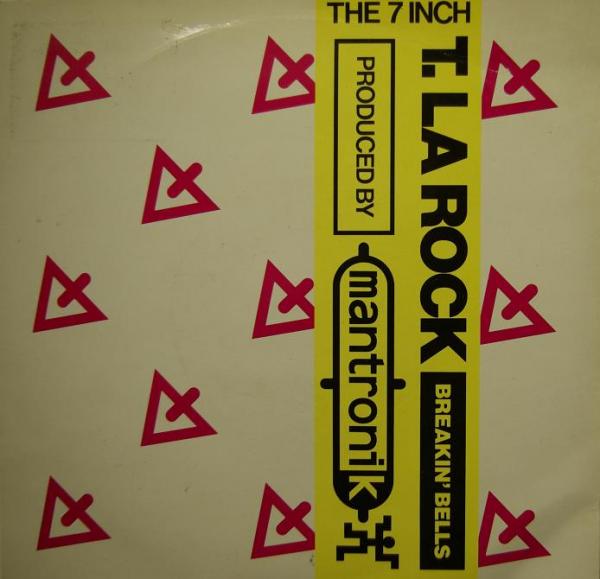 THE 7 INCH
T. LA ROCK
BREAKIN' BELLS
PRODUCED BY
mantronik